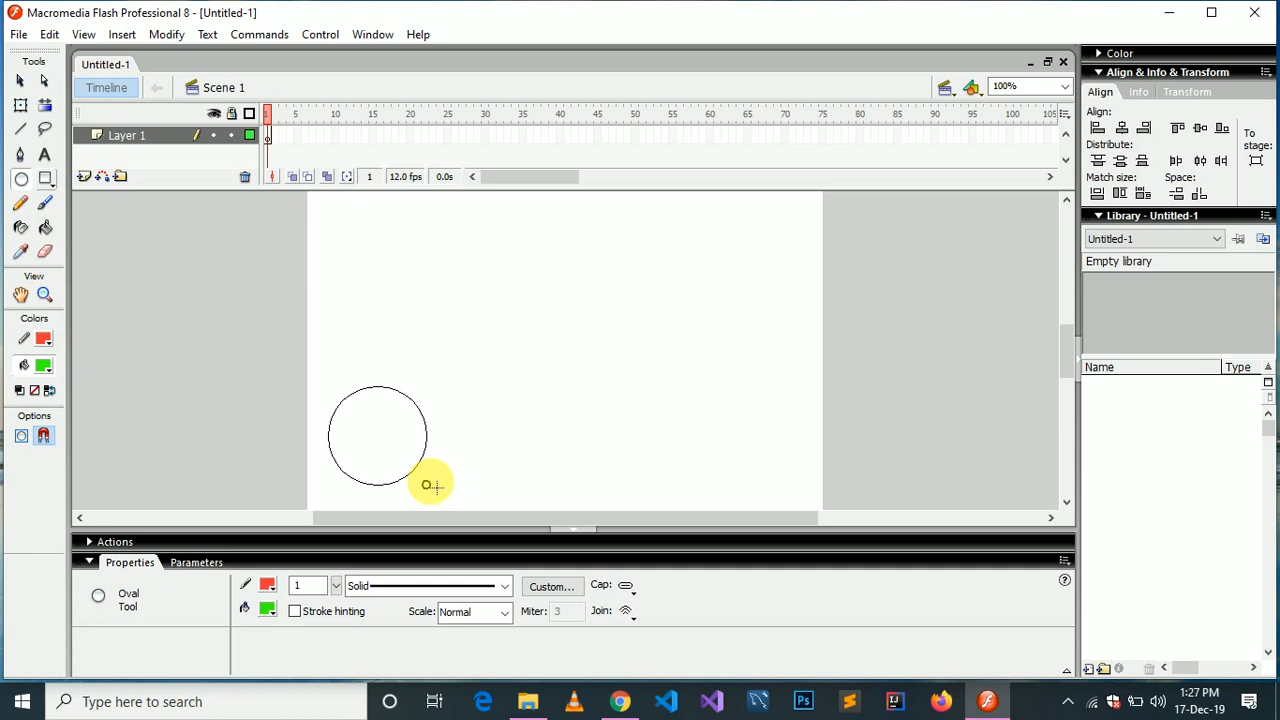 Macromedia Flash Professional 8 - [Untitled-1]
File Edit View Insert Modify Text Commands Control Window Help
Tools
Untitled-1
Timeline
Scene 1
100%
1 5 10 15 20 25 30 35 40 45 50 55 60 65 70 75 80 85 90 95 100 105
Layer 1
1 12.0 fps 0.0s
View
Colors
Options
Color
Align & Info & Transform
Align Info Transform
Align:
Distribute:
To stage:
Match size: Space:
Library - Untitled-1
Untitled-1
Empty library
Name Type
Actions
Properties Parameters
Oval
Tool
1 Solid Custom... Cap:
Stroke hinting Scale: Normal Miter: 3 Join:
Type here to search
Ps
1:27 PM
17-Dec-19